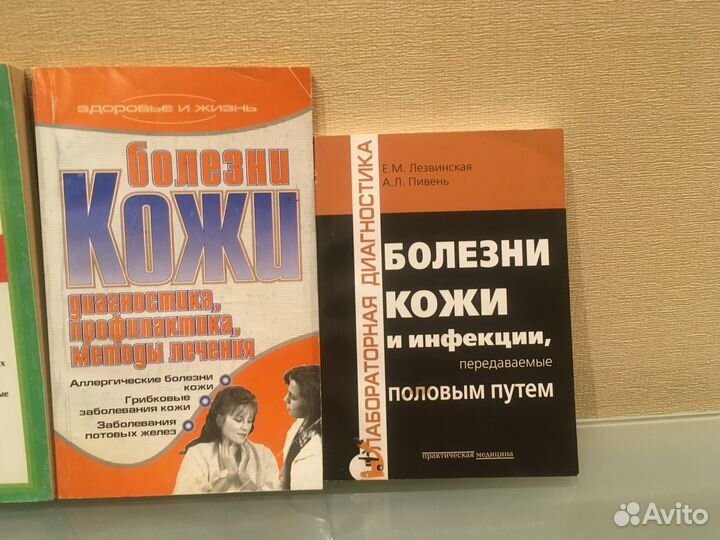 здоровье и жизнь
болезни
Кожи
диагностика,
профилактика,
методы лечения
Аллергические болезни
кожи
Грибковые
заболевания кожи
Заболевания
потовых желез
ЛАБОРАТОРНАЯ ДИАГНОСТИКА
Е.М. Лезвинская
А.Л. Пивень
БОЛЕЗНИ
КОЖИ
и инфекции,
передаваемые
половым путем
практическая медицина
Avito